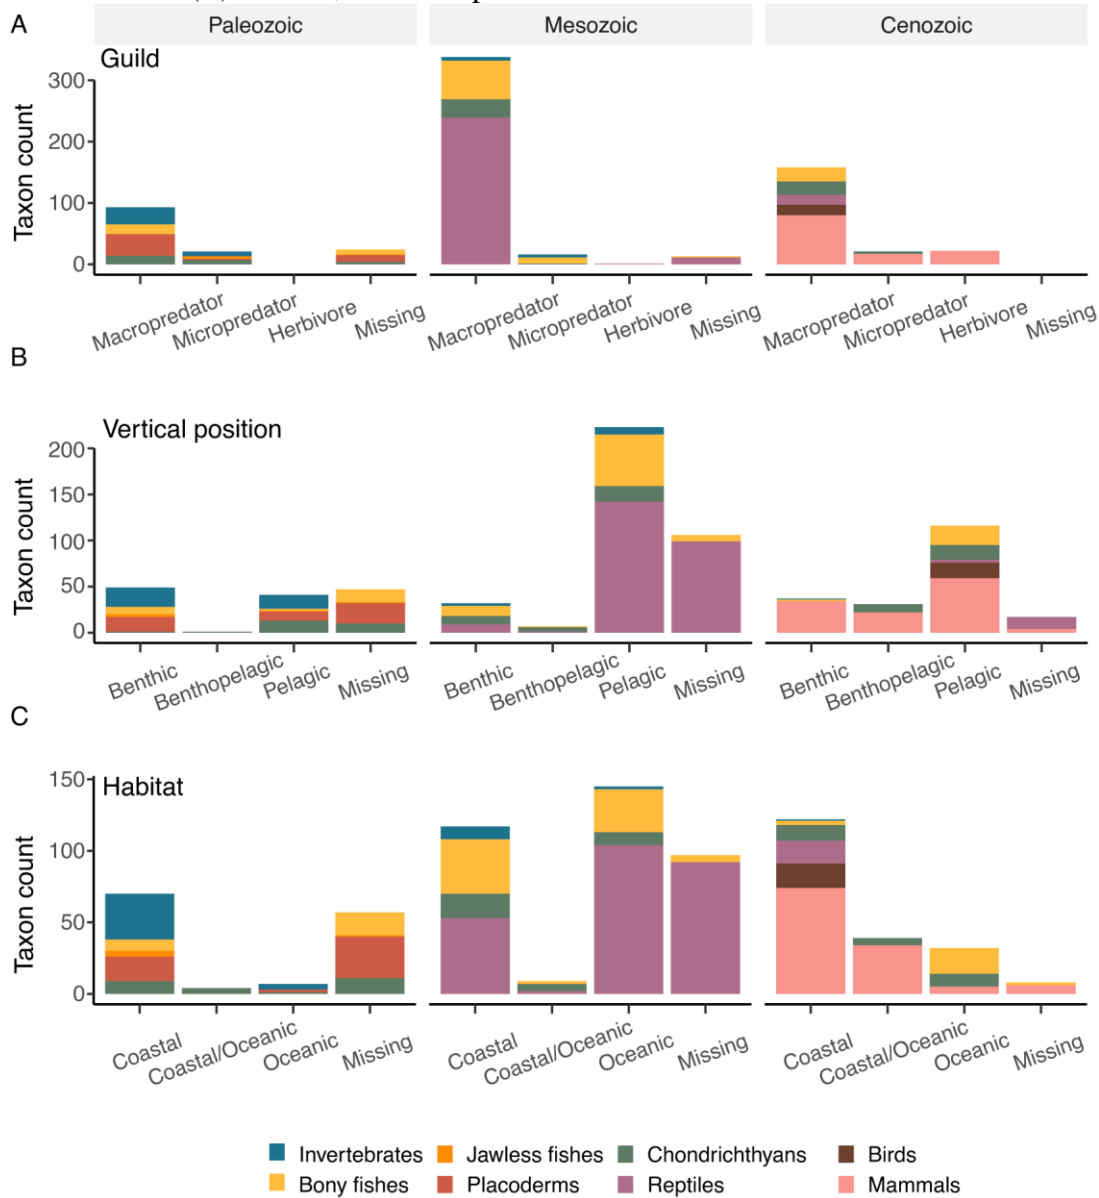 A
Paleozoic Mesozoic Cenozoic
Guild
Taxon count
300
200
100
0
Macropredator Micropredator Herbivore Missing Macropredator Micropredator Herbivore Missing Macropredator Micropredator Herbivore Missing
B
Vertical position
Taxon count
200
150
100
50
0
Benthic Benthopelagic Pelagic Missing Benthic Benthopelagic Pelagic Missing Benthic Benthopelagic Pelagic Missing
C
Habitat
Taxon count
150
100
50
0
Coastal Coastal/Oceanic Oceanic Missing Coastal Coastal/Oceanic Oceanic Missing Coastal Coastal/Oceanic Oceanic Missing
Invertebrates Jawless fishes Chondrichthyans Birds
Bony fishes Placoderms Reptiles Mammals